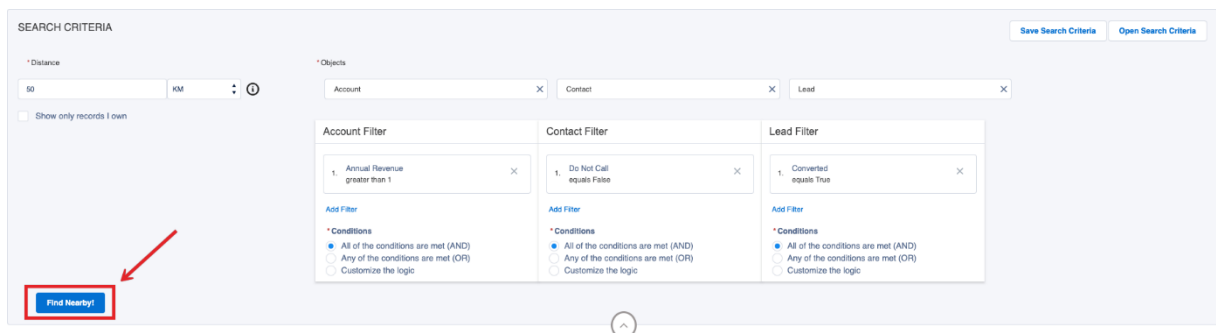 SEARCH CRITERIA
Save Search Criteria
Open Search Criteria
*Distance
*Objects
50
KM
Account
Contact
Lead
Show only records I own
Account Filter
Contact Filter
Lead Filter
1. Annual Revenue
greater than 1
1. Do Not Call
equals False
1. Converted
equals True
Add Filter
Add Filter
Add Filter
*Conditions
All of the conditions are met (AND)
Any of the conditions are met (OR)
Customize the logic
*Conditions
All of the conditions are met (AND)
Any of the conditions are met (OR)
Customize the logic
*Conditions
All of the conditions are met (AND)
Any of the conditions are met (OR)
Customize the logic
Find Nearby!